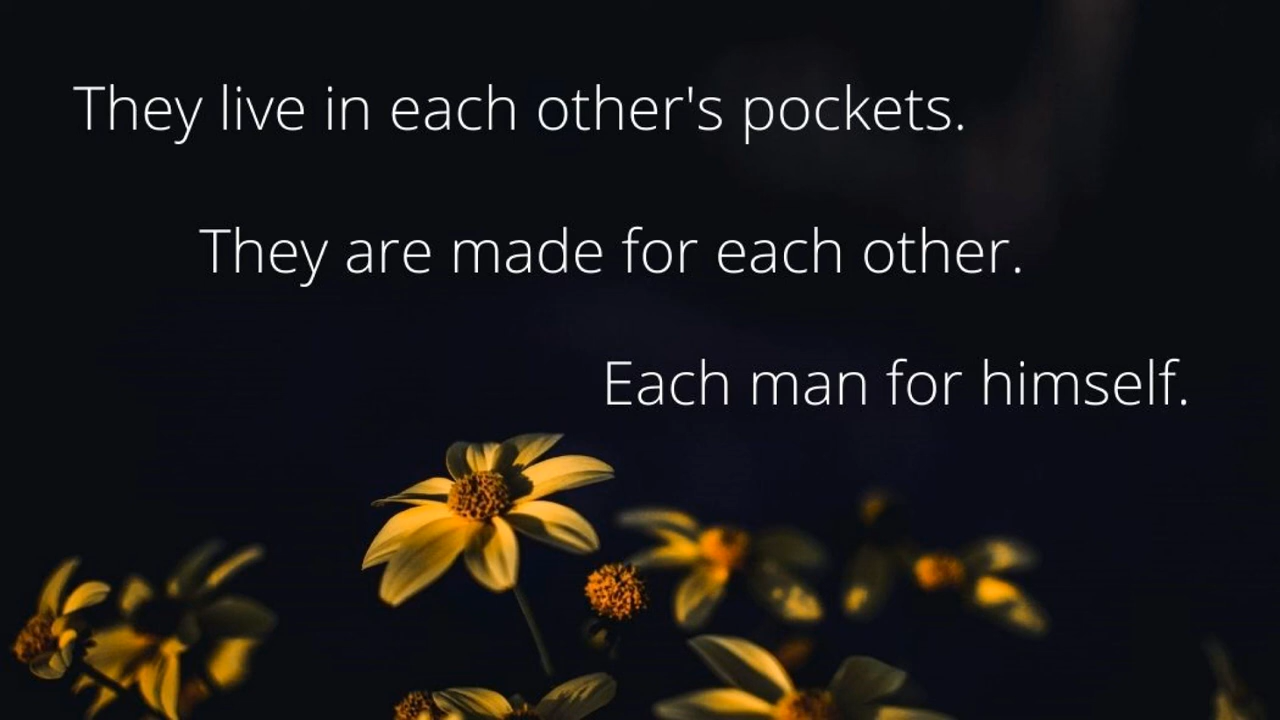 They live in each other's pockets.
They are made for each other.
Each man for himself.